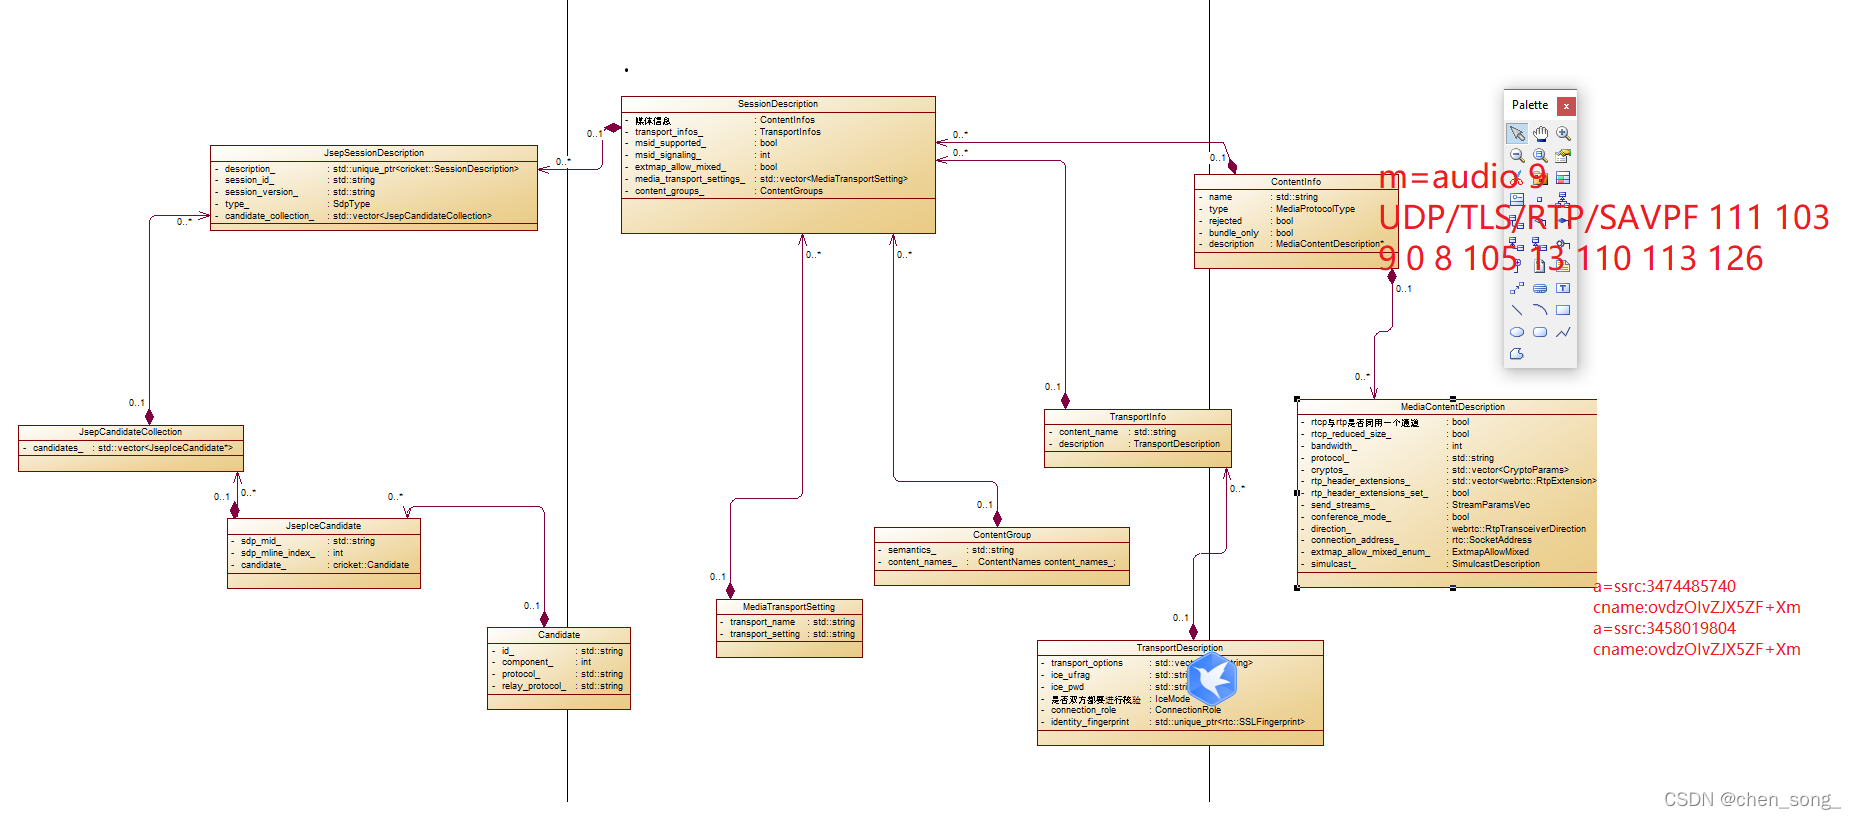 SessionDescription
- 媒体信息 : ContentInfos
- transport_infos_ : TransportInfos
- msid_supported_ : bool
- msid_signaling_ : int
- extmap_allow_mixed_ : bool
- media_transport_settings_ : std::vector<MediaTransportSetting>
- content_groups_ : ContentGroups
0..1
0..*
0..*
0..*
0..*
0..*
JsepSessionDescription
- description_ : std::unique_ptr<cricket::SessionDescription>
- session_id_ : std::string
- session_version_ : std::string
- type_ : SdpType
- candidate_collection_ : std::vector<JsepCandidateCollection>
0..*
0..1
ContentInfo
- name : std::string
- type : MediaProtocolType
- rejected : bool
- bundle_only : bool
- description : MediaContentDescription*
0..1
0..1
0..*
Palette x
m=audio 9
UDP/TLS/RTP/SAVPF 111 103
9 0 8 105 13 110 113 126
JsepCandidateCollection
- candidates_ : std::vector<JsepIceCandidate*>
0..1
0..*
0..*
JsepIceCandidate
- sdp_mid_ : std::string
- sdp_mline_index_ : int
- candidate_ : cricket::Candidate
0..1
Candidate
- id_ : std::string
- component_ : int
- protocol_ : std::string
- relay_protocol_ : std::string
0..1
MediaTransportSetting
- transport_name : std::string
- transport_setting : std::string
0..1
ContentGroup
- semantics_ : std::string
- content_names_ : ContentNames content_names_;
0..1
TransportInfo
- content_name : std::string
- description : TransportDescription
0..*
0..1
TransportDescription
- transport_options : std::vec string>
- ice_ufrag : std::stri
- ice_pwd : std::stri
- 是否双方都要进行核验 : IceMode
- connection_role : ConnectionRole
- identity_fingerprint : std::unique_ptr<rtc::SSLFingerprint>
MediaContentDescription
- rtcp与rtp是否同用一个通道 : bool
- rtcp_reduced_size_ : bool
- bandwidth_ : int
- protocol_ : std::string
- cryptos_ : std::vector<CryptoParams>
- rtp_header_extensions_ : std::vector<webrtc::RtpExtension>
- rtp_header_extensions_set_ : bool
- send_streams_ : StreamParamsVec
- conference_mode_ : bool
- direction_ : webrtc::RtpTransceiverDirection
- connection_address_ : rtc::SocketAddress
- extmap_allow_mixed_enum_ : ExtmapAllowMixed
- simulcast_ : SimulcastDescription
a=ssrc:3474485740
cname:ovdzOIvZJX5ZF+Xm
a=ssrc:3458019804
cname:ovdzOIvZJX5ZF+Xm
CSDN @chen_song_